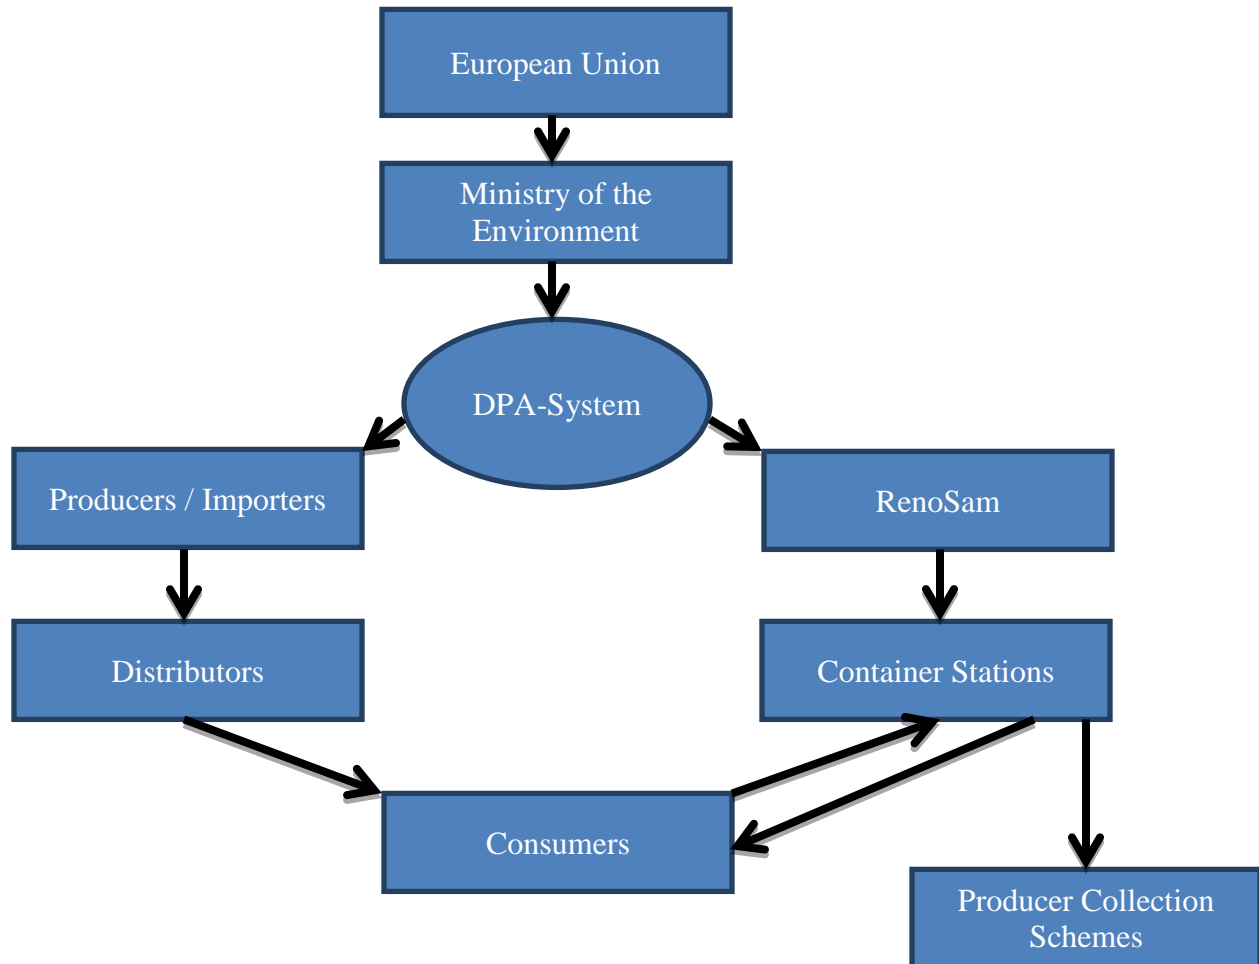 European Union
Ministry of the
Environment
DPA-System
Producers / Importers
RenoSam
Distributors
Container Stations
Consumers
Producer Collection
Schemes